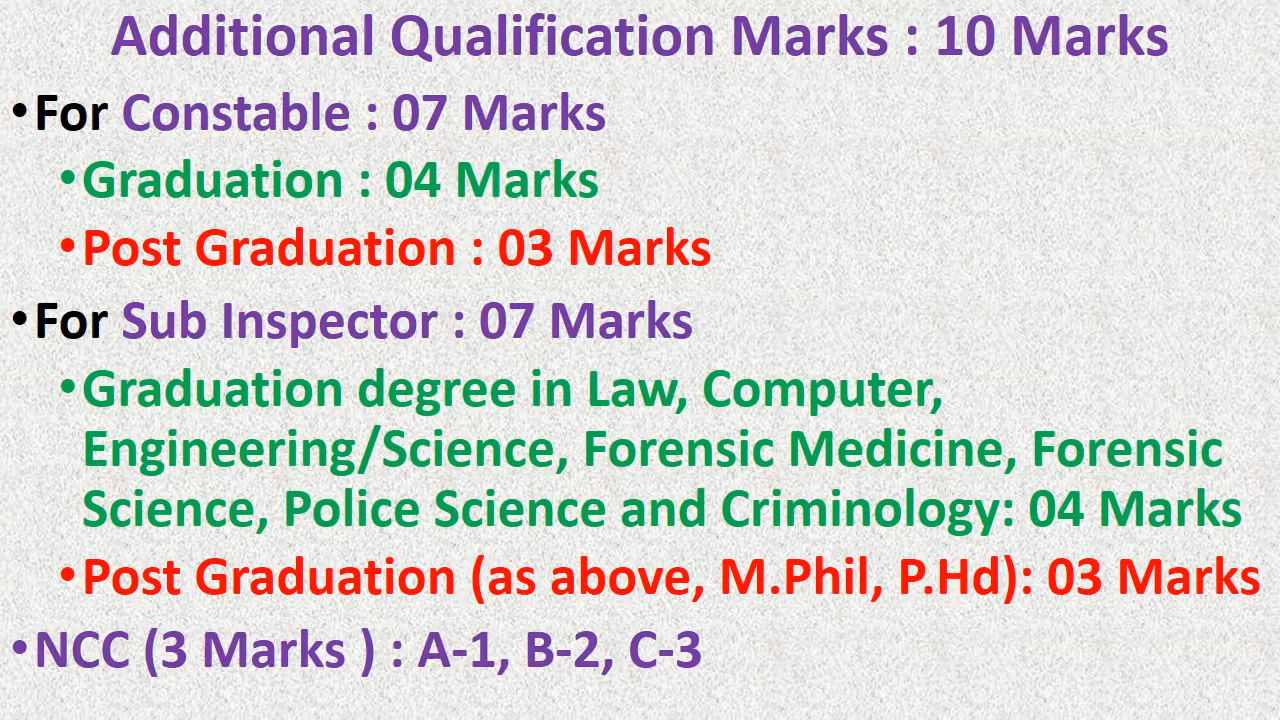 Additional Qualification Marks : 10 Marks
•For Constable : 07 Marks
•Graduation : 04 Marks
•Post Graduation : 03 Marks
•For Sub Inspector : 07 Marks
•Graduation degree in Law, Computer,
Engineering/Science, Forensic Medicine, Forensic
Science, Police Science and Criminology: 04 Marks
•Post Graduation (as above, M.Phil, P.Hd): 03 Marks
•NCC (3 Marks ) : A-1, B-2, C-3